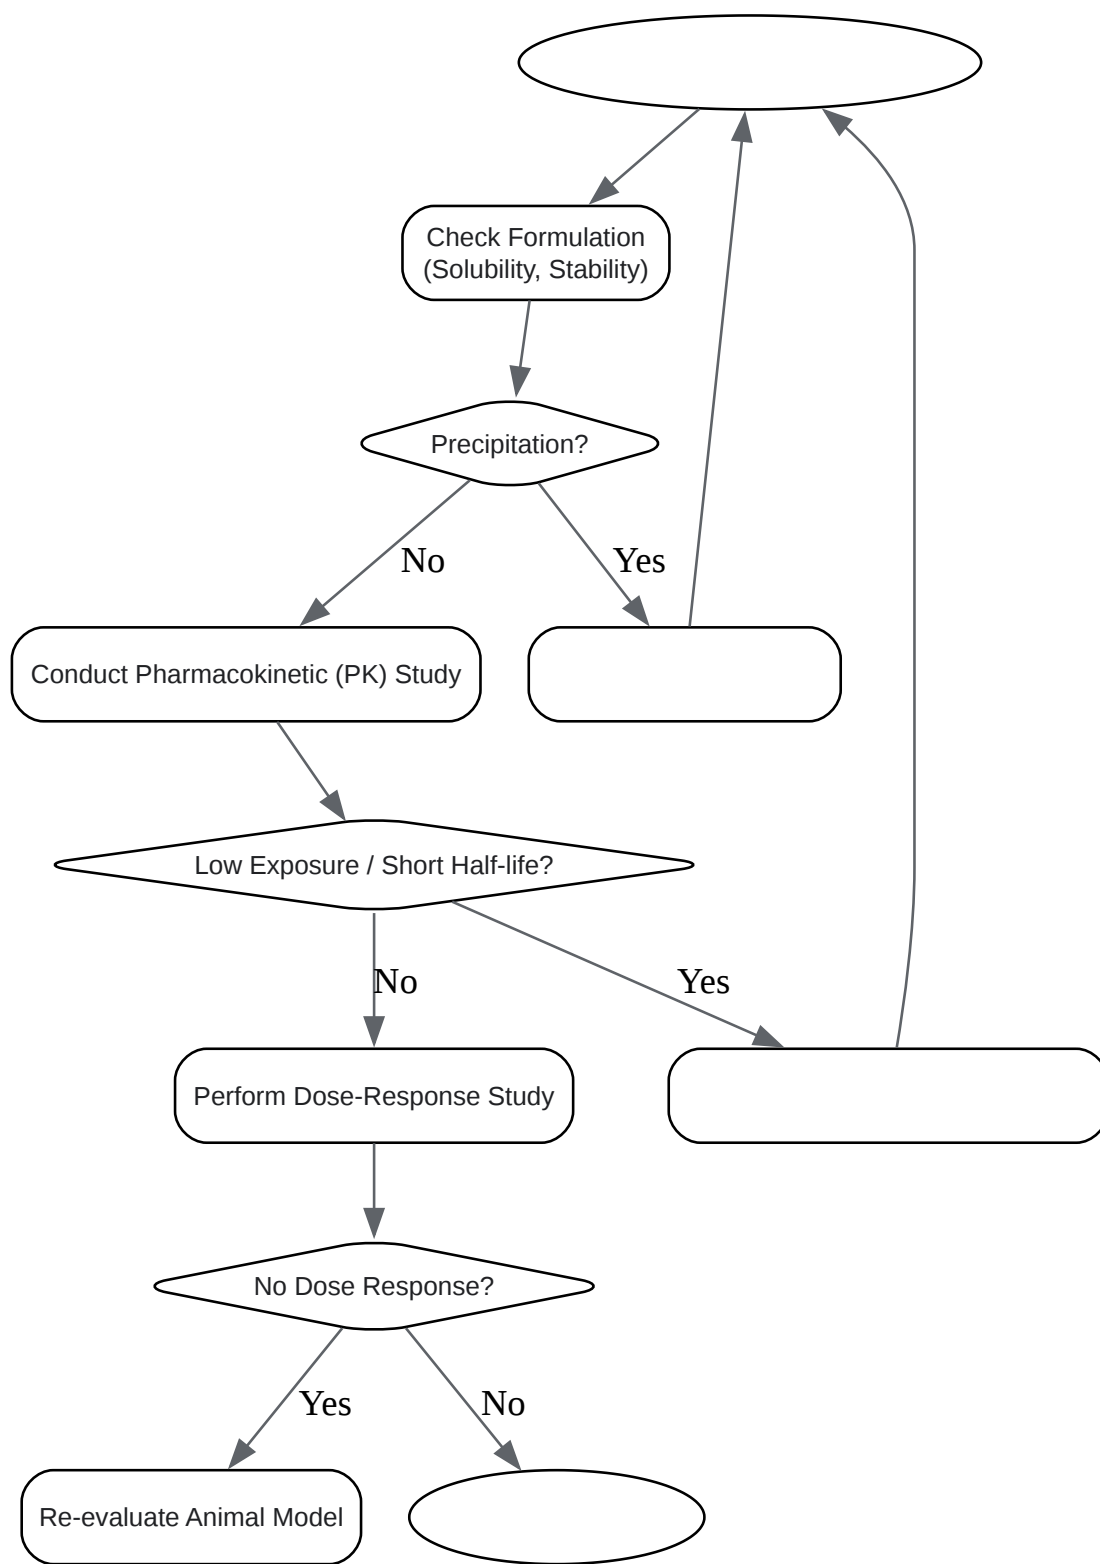 Check Formulation
(Solubility, Stability)
Precipitation?
No
Yes
Conduct Pharmacokinetic (PK) Study
Low Exposure / Short Half-life?
No
Yes
Perform Dose-Response Study
No Dose Response?
Yes
No
Re-evaluate Animal Model